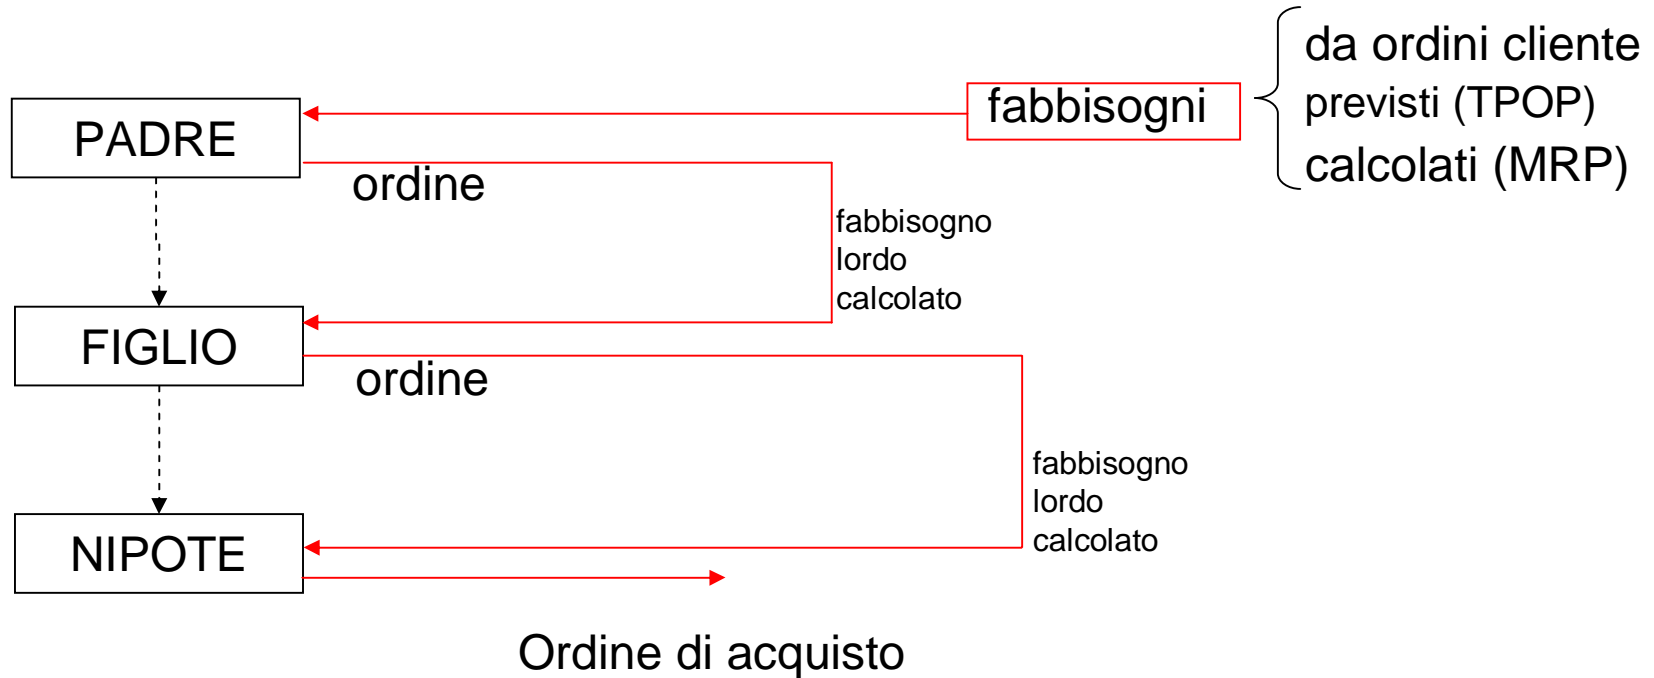 da ordini cliente
fabbisogni
previsti (TPOP)
calcolati (MRP)
PADRE
ordine
fabbisogno
lordo
calcolato
FIGLIO
ordine
fabbisogno
lordo
calcolato
NIPOTE
Ordine di acquisto